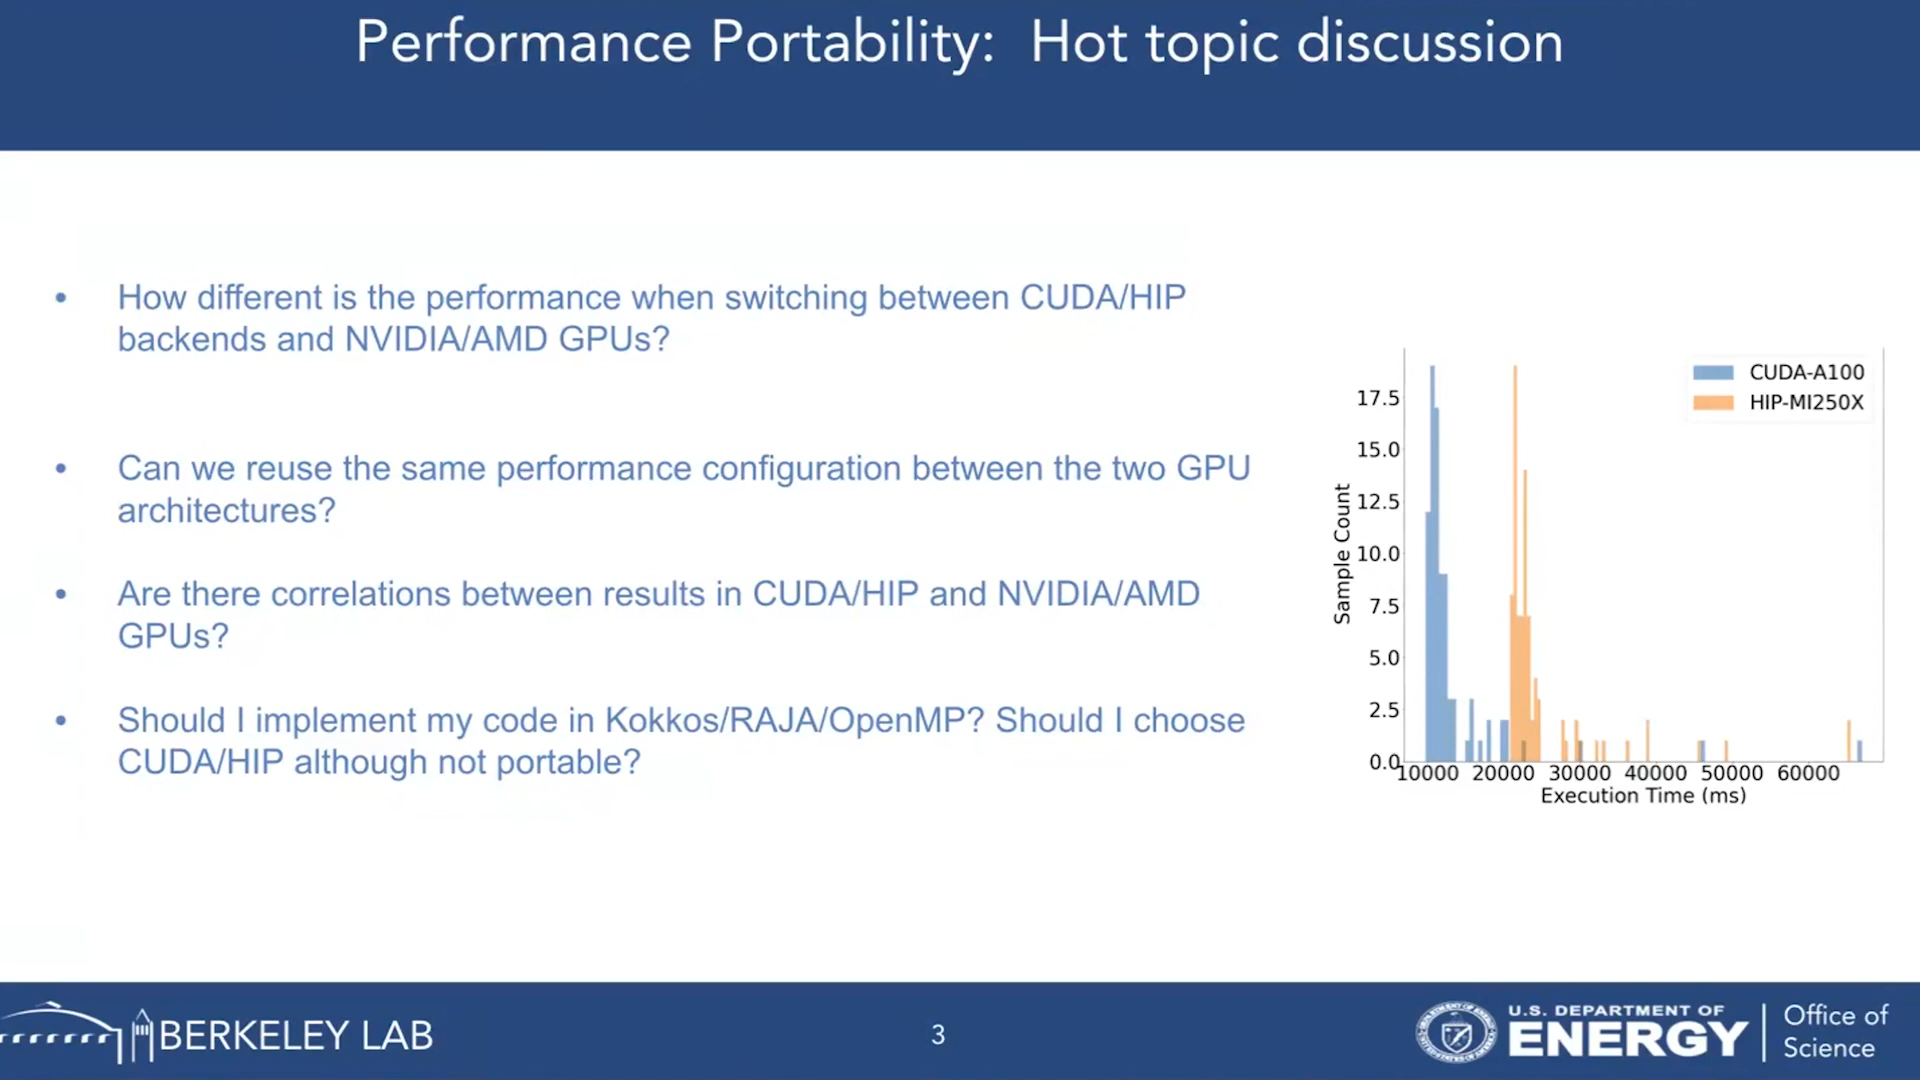 Performance Portability: Hot topic discussion
• How different is the performance when switching between CUDA/HIP
backends and NVIDIA/AMD GPUs?
• Can we reuse the same performance configuration between the two GPU
architectures?
• Are there correlations between results in CUDA/HIP and NVIDIA/AMD
GPUs?
• Should I implement my code in Kokkos/RAJA/OpenMP? Should I choose
CUDA/HIP although not portable?
CUDA-A100
HIP-MI250X
Sample Count
17.5
15.0
12.5
10.0
7.5
5.0
2.5
0.0
10000 20000 30000 40000 50000 60000
Execution Time (ms)
BERKELEY LAB
3
U.S. DEPARTMENT OF
ENERGY
Office of
Science